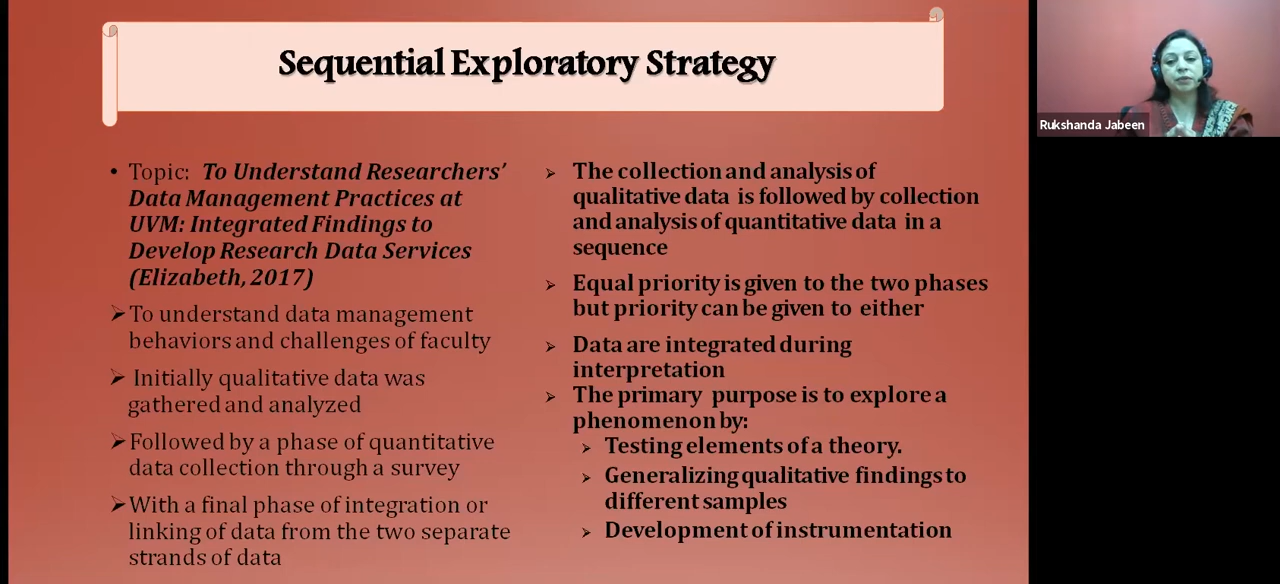 Sequential Exploratory Strategy
• Topic: To Understand Researchers'
Data Management Practices at
UVM: Integrated Findings to
Develop Research Data Services
(Elizabeth, 2017)
➢To understand data management
behaviors and challenges of faculty
➢ Initially qualitative data was
gathered and analyzed
➢Followed by a phase of quantitative
data collection through a survey
➢With a final phase of integration or
linking of data from the two separate
strands of data
➢ The collection and analysis of
qualitative data is followed by collection
and analysis of quantitative data in a
sequence
➢ Equal priority is given to the two phases
but priority can be given to either
➢ Data are integrated during
interpretation
➢ The primary purpose is to explore a
phenomenon by:
➢ Testing elements of a theory.
➢ Generalizing qualitative findings to
different samples
➢ Development of instrumentation
Rukshanda Jabeen